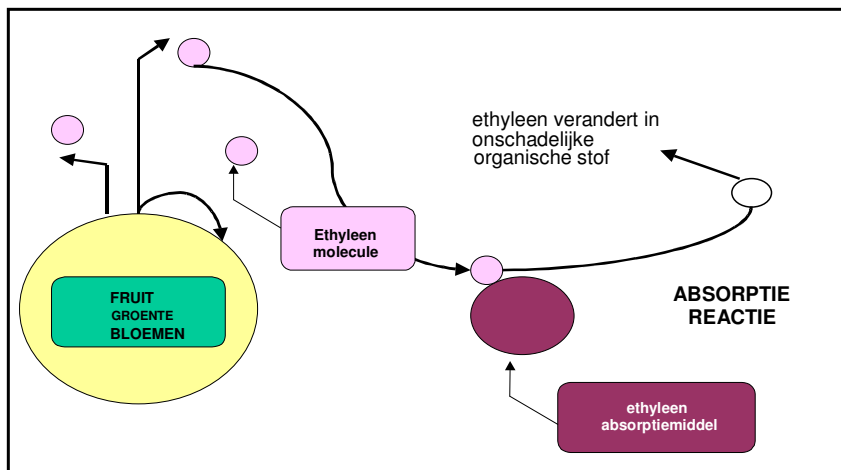 ethyleen verandert in
onschadelijke
organische stof
Ethyleen
molecule
FRUIT
GROENTE
BLOEMEN
ABSORPTIE
REACTIE
ethyleen
absorptiemiddel